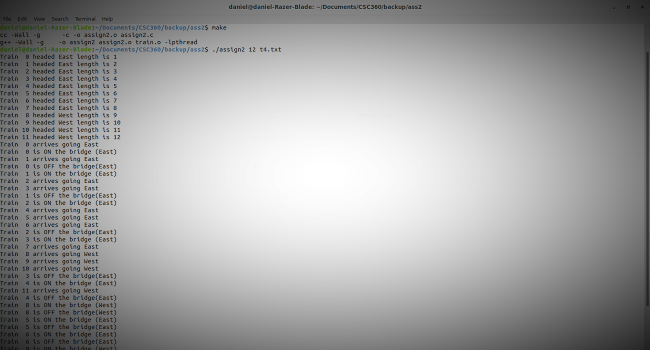 daniel@daniel-Razer-Blade: ~/Documents/CSC360/backup/ass2
File Edit View Search Terminal Help
daniel@daniel-Razer-Blade:~/Documents/CSC360/backup/ass2$ make
cc -Wall -g -c -o assign2.o assign2.c
g++ -Wall -g -o assign2 assign2.o train.o -lpthread
daniel@daniel-Razer-Blade:~/Documents/CSC360/backup/ass2$ ./assign2 12 t4.txt
Train 0 headed East length is 1
Train 1 headed East length is 2
Train 2 headed East length is 3
Train 3 headed East length is 4
Train 4 headed East length is 5
Train 5 headed East length is 6
Train 6 headed East length is 7
Train 7 headed East length is 8
Train 8 headed West length is 9
Train 9 headed West length is 10
Train 10 headed West length is 11
Train 11 headed West length is 12
Train 0 arrives going East
Train 0 is ON the bridge (East)
Train 1 arrives going East
Train 0 is OFF the bridge(East)
Train 1 is ON the bridge (East)
Train 2 arrives going East
Train 3 arrives going East
Train 1 is OFF the bridge(East)
Train 2 is ON the bridge (East)
Train 4 arrives going East
Train 5 arrives going East
Train 6 arrives going East
Train 2 is OFF the bridge(East)
Train 3 is ON the bridge (East)
Train 7 arrives going East
Train 8 arrives going West
Train 9 arrives going West
Train 10 arrives going West
Train 3 is OFF the bridge(East)
Train 4 is ON the bridge (East)
Train 11 arrives going West
Train 4 is OFF the bridge(East)
Train 8 is ON the bridge (West)
Train 8 is OFF the bridge(West)
Train 5 is ON the bridge (East)
Train 5 is OFF the bridge(East)
Train 6 is ON the bridge (East)
Train 6 is OFF the bridge(East)
Train 9 is ON the bridge (West)